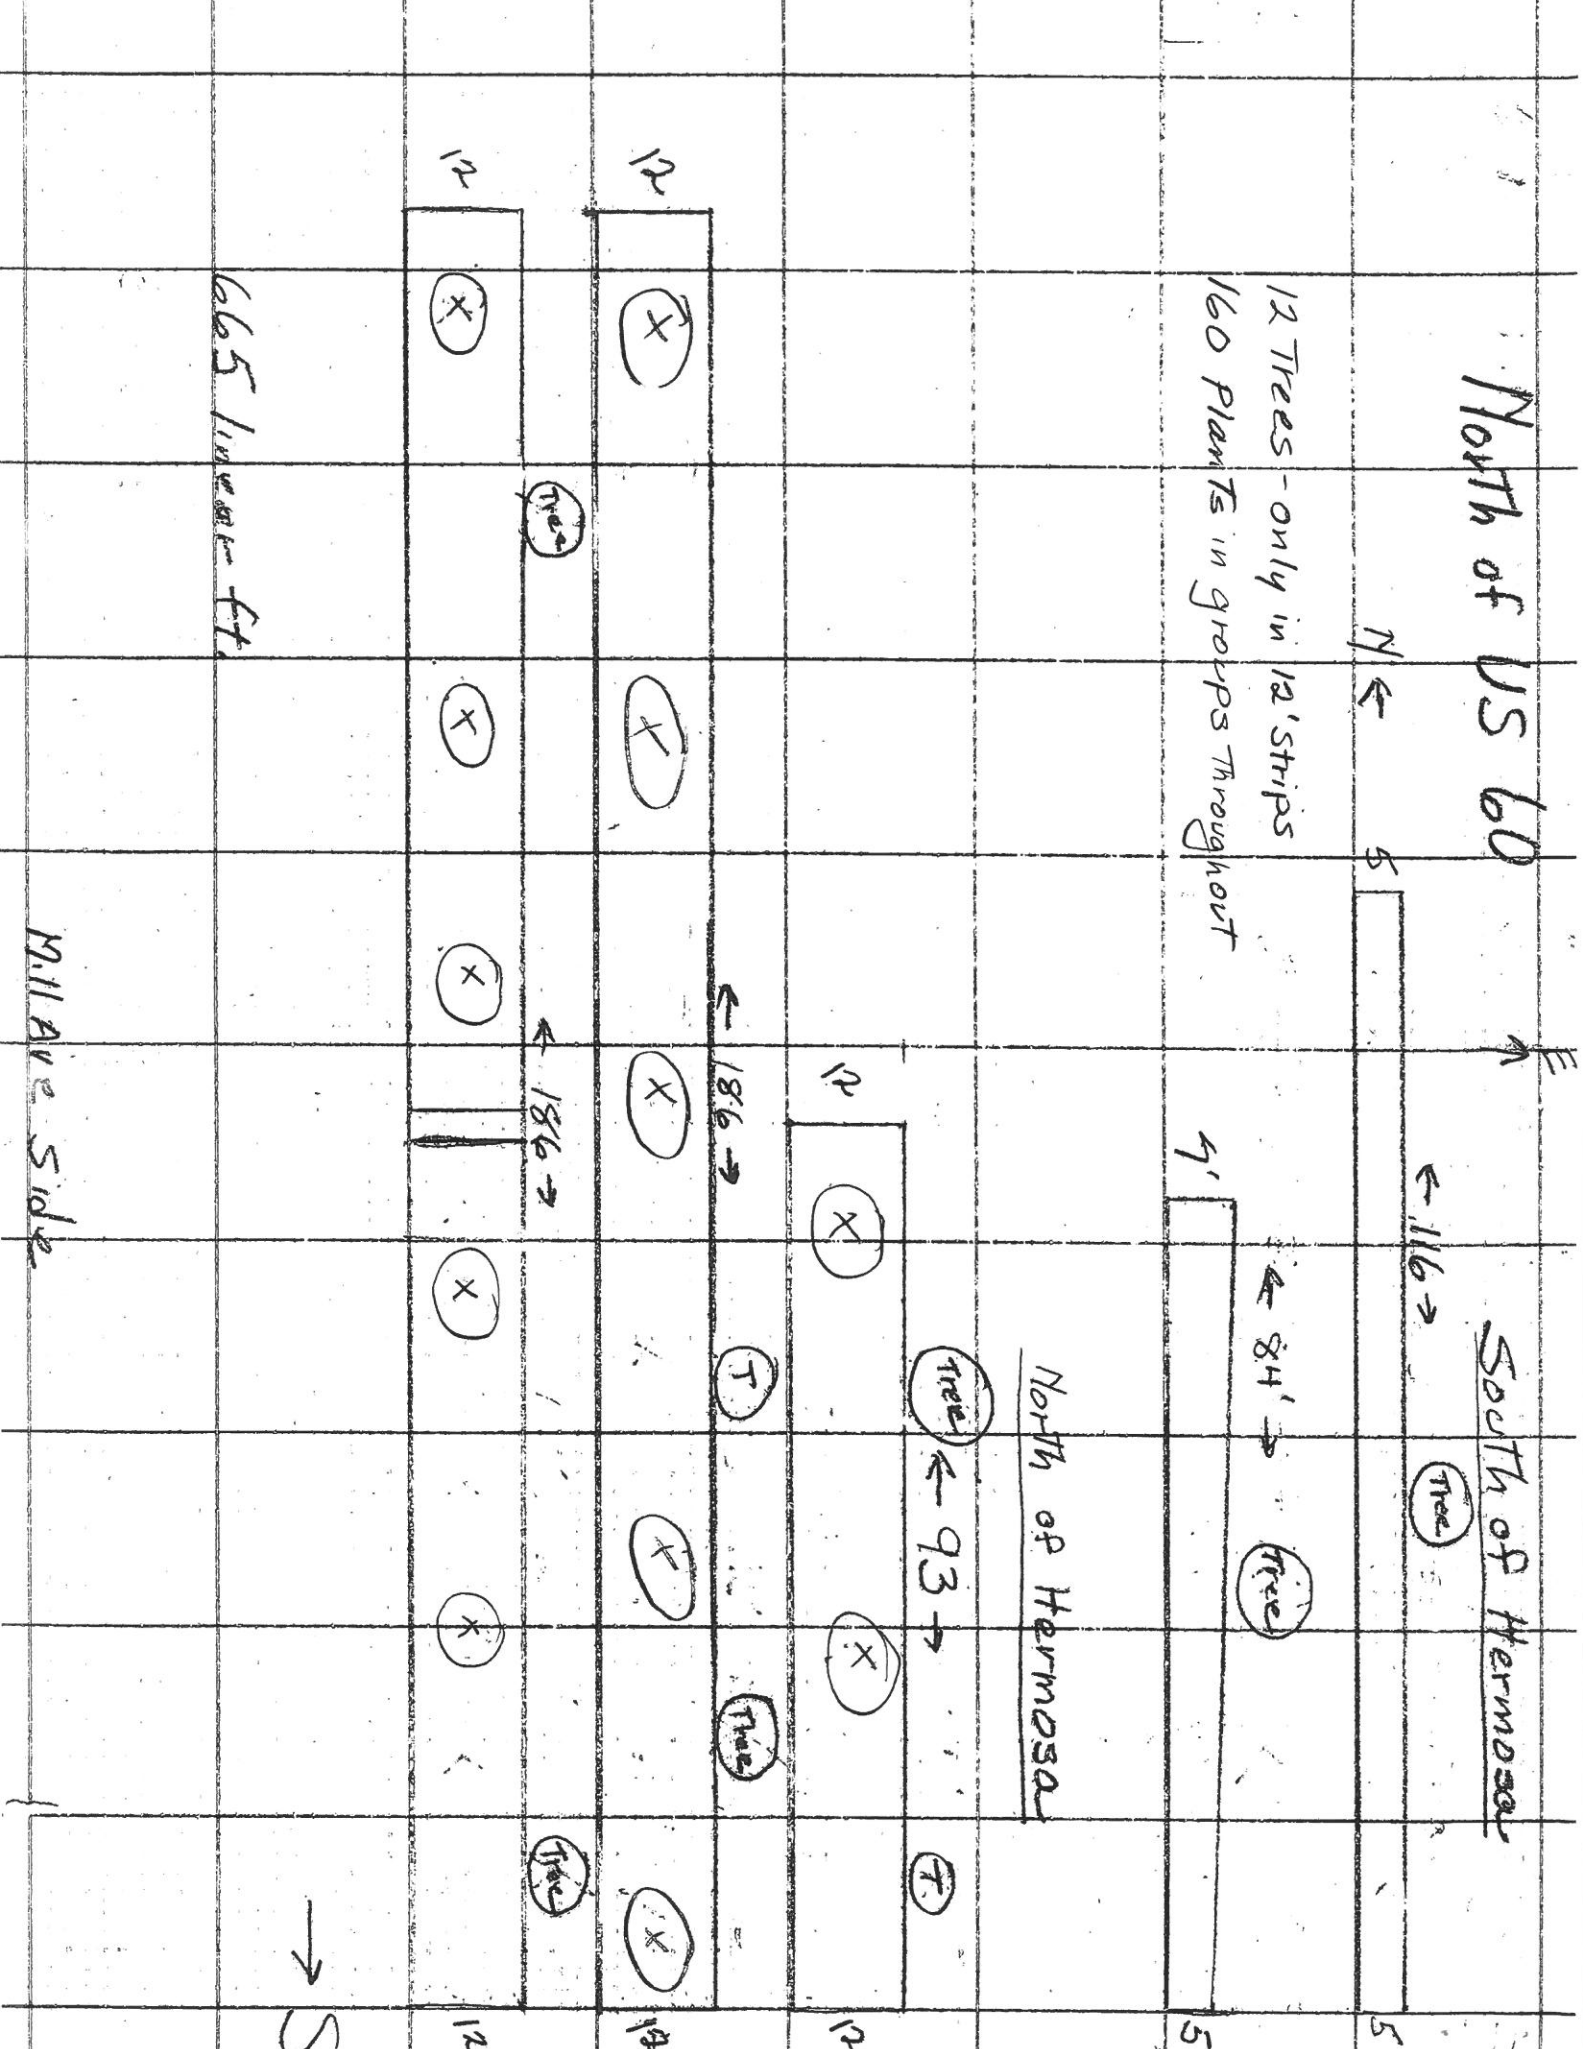 North of US 60
E
↑
N ←
12 Trees - only in 12' strips
160 Plants in groups Throughout
South of Hermosa
5
← 116 →
Tree
5
7'
← 84' →
Tree
5
North of Hermosa
12
Tree
← 93 →
T
X
X
12
12
← 186 →
T
Tree
X
X
X
X
X
12
12
Tree
← 186 →
Tree
X
X
X
X
X
12
665 linear ft.
→ S
Mill Ave Side